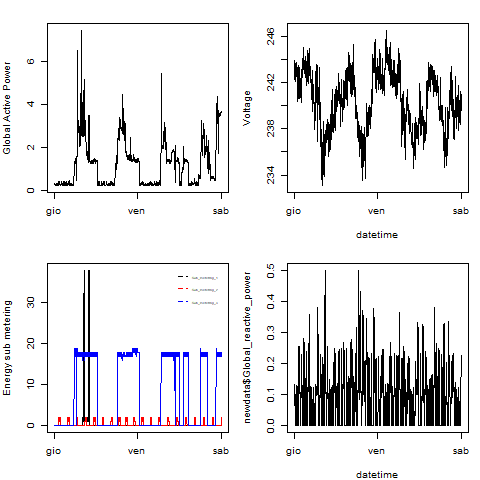 Global Active Power
6
4
2
0
gio ven sab
Voltage
246
242
238
234
gio ven sab
datetime
Energy sub metering
30
20
10
0
gio ven sab
newdata$Global_reactive_power
0.5
0.4
0.3
0.2
0.1
0.0
gio ven sab
datetime